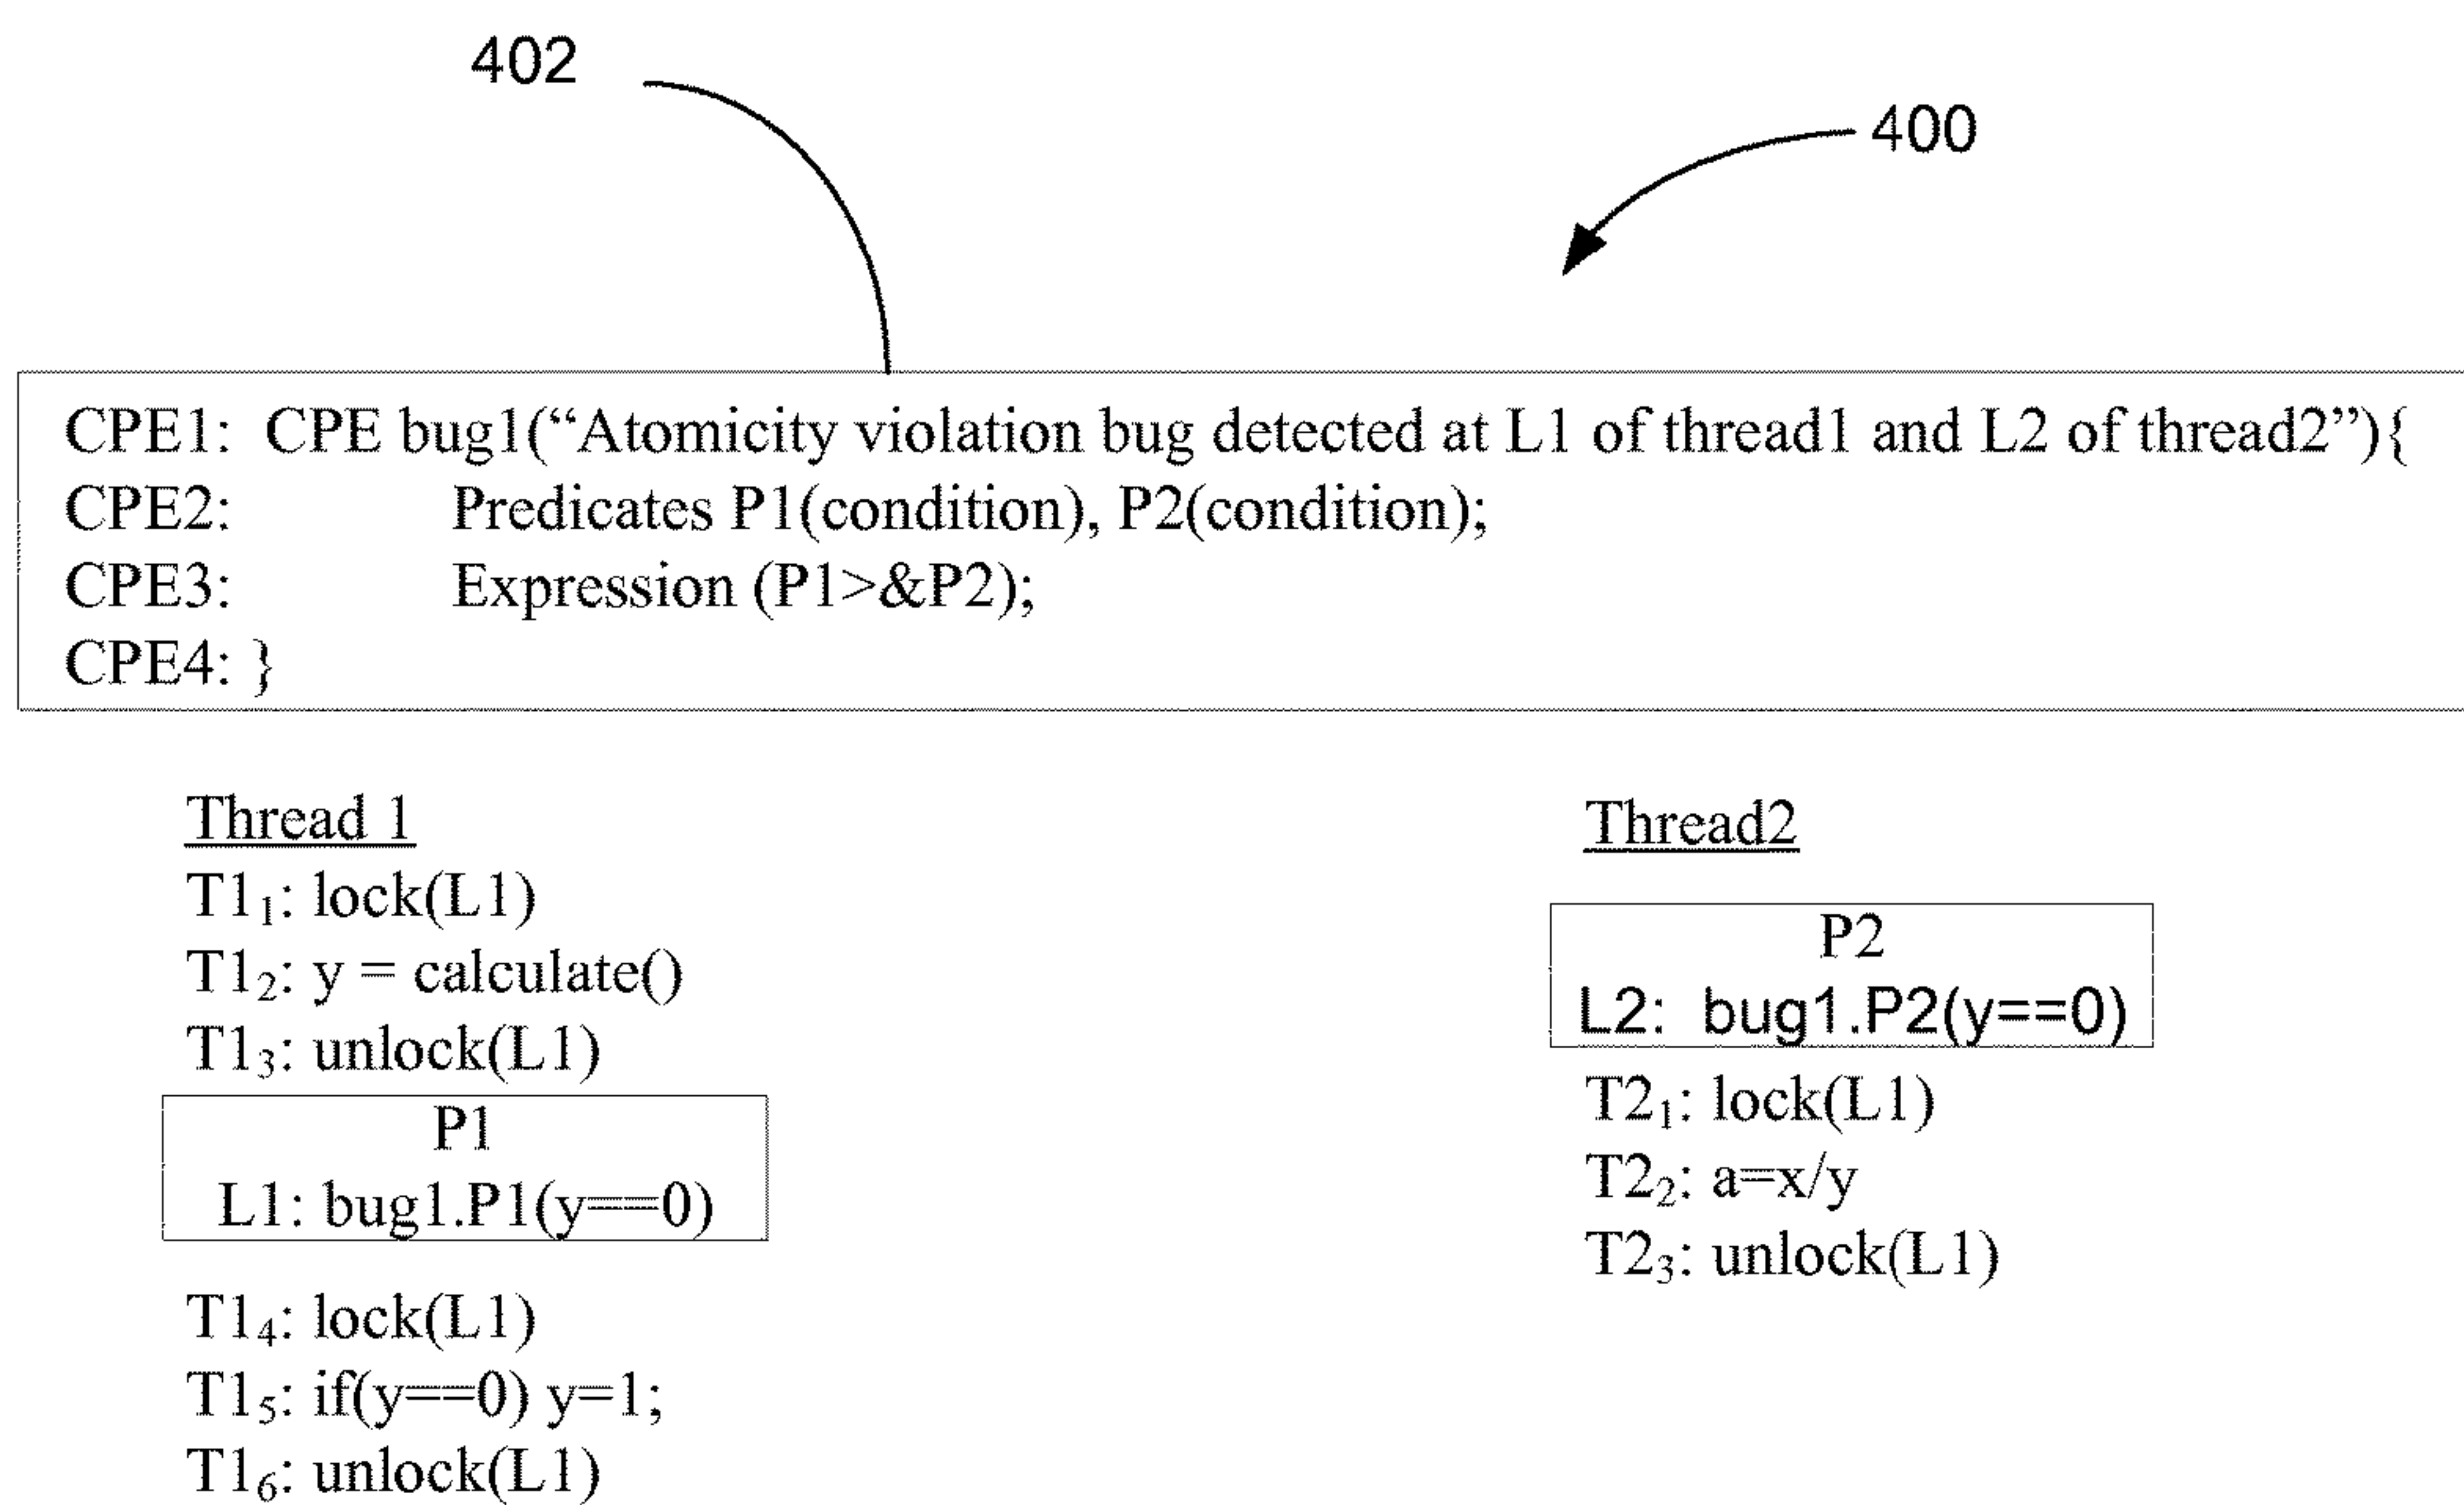 402
400
CPE1: CPE bug1(“Atomicity violation bug detected at L1 of thread1 and L2 of thread2”){
CPE2: Predicates P1(condition), P2(condition);
CPE3: Expression (P1>&P2);
CPE4: }
Thread 1
T1₁: lock(L1)
T1₂: y = calculate()
T1₃: unlock(L1)
P1
L1: bug1.P1(y==0)
T1₄: lock(L1)
T1₅: if(y==0) y=1;
T1₆: unlock(L1)
Thread2
P2
L2: bug1.P2(y==0)
T2₁: lock(L1)
T2₂: a=x/y
T2₃: unlock(L1)